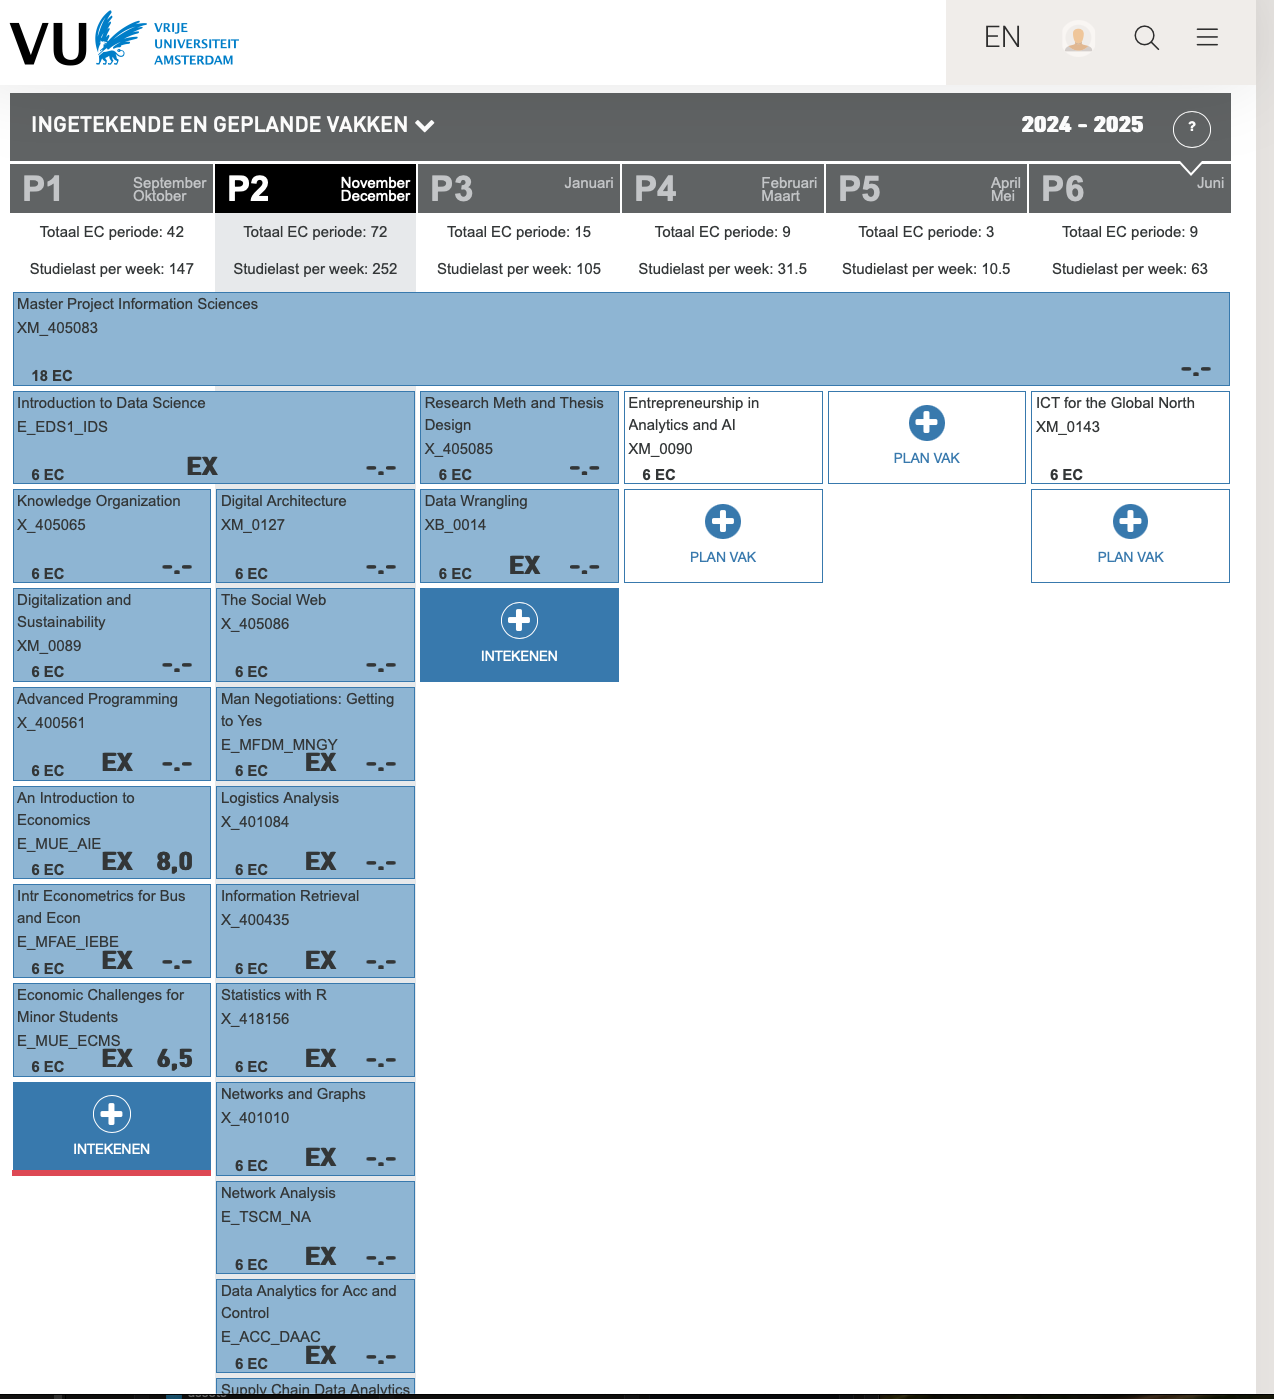 VU
VRIJE
UNIVERSITEIT
AMSTERDAM
EN
INGETEKENDE EN GEPLANDE VAKKEN
2024 - 2025
?
P1
September
Oktober
P2
November
December
P3
Januari
P4
Februari
Maart
P5
April
Mei
P6
Juni
Totaal EC periode: 42
Totaal EC periode: 72
Totaal EC periode: 15
Totaal EC periode: 9
Totaal EC periode: 3
Totaal EC periode: 9
Studielast per week: 147
Studielast per week: 252
Studielast per week: 105
Studielast per week: 31.5
Studielast per week: 10.5
Studielast per week: 63
Master Project Information Sciences
XM_405083
18 EC
-.-
Introduction to Data Science
E_EDS1_IDS
6 EC
EX
-.-
Research Meth and Thesis
Design
X_405085
6 EC
-.-
Entrepreneurship in
Analytics and AI
XM_0090
6 EC
PLAN VAK
ICT for the Global North
XM_0143
6 EC
Knowledge Organization
X_405065
6 EC
-.-
Digital Architecture
XM_0127
6 EC
-.-
Data Wrangling
XB_0014
6 EC
EX
-.-
PLAN VAK
PLAN VAK
Digitalization and
Sustainability
XM_0089
6 EC
-.-
The Social Web
X_405086
6 EC
-.-
INTEKENEN
Advanced Programming
X_400561
6 EC
EX
-.-
Man Negotiations: Getting
to Yes
E_MFDM_MNGY
6 EC
EX
-.-
An Introduction to
Economics
E_MUE_AIE
6 EC
EX
8,0
Logistics Analysis
X_401084
6 EC
EX
-.-
Intr Econometrics for Bus
and Econ
E_MFAE_IEBE
6 EC
EX
-.-
Information Retrieval
X_400435
6 EC
EX
-.-
Economic Challenges for
Minor Students
E_MUE_ECMS
6 EC
EX
6,5
Statistics with R
X_418156
6 EC
EX
-.-
INTEKENEN
Networks and Graphs
X_401010
6 EC
EX
-.-
Network Analysis
E_TSCM_NA
6 EC
EX
-.-
Data Analytics for Acc and
Control
E_ACC_DAAC
6 EC
EX
-.-
Supply Chain Data Analytics